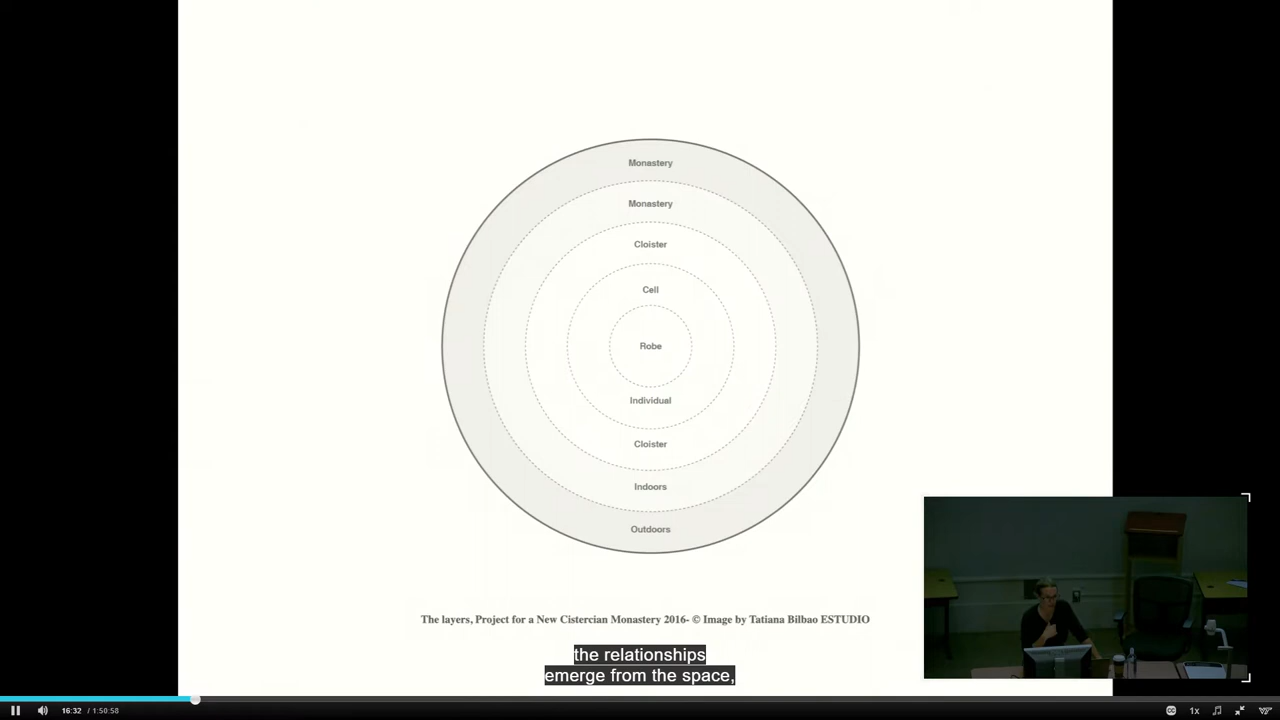 Monastery
Monastery
Cloister
Cell
Robe
Individual
Cloister
Indoors
Outdoors
The layers, Project for a New Cistercian Monastery 2016- © Image by Tatiana Bilbao ESTUDIO
the relationships
emerge from the space,
16:32 / 1:50:58
CC
1x